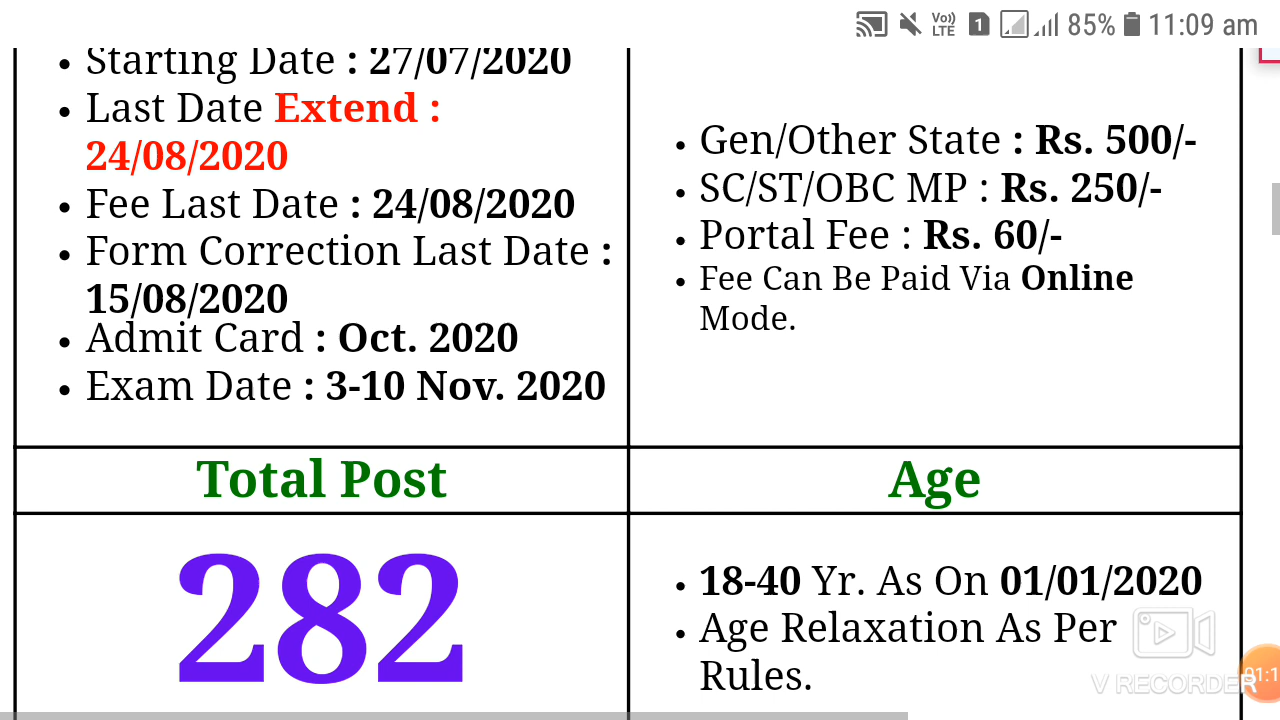 Vo)) LTE 1 85% 11:09 am
Starting Date : 27/07/2020
Last Date Extend :
24/08/2020
Fee Last Date : 24/08/2020
Form Correction Last Date :
15/08/2020
Admit Card : Oct. 2020
Exam Date : 3-10 Nov. 2020
Gen/Other State : Rs. 500/-
SC/ST/OBC MP : Rs. 250/-
Portal Fee : Rs. 60/-
Fee Can Be Paid Via Online
Mode.
Total Post
Age
282
18-40 Yr. As On 01/01/2020
Age Relaxation As Per
Rules.
V RECORDER